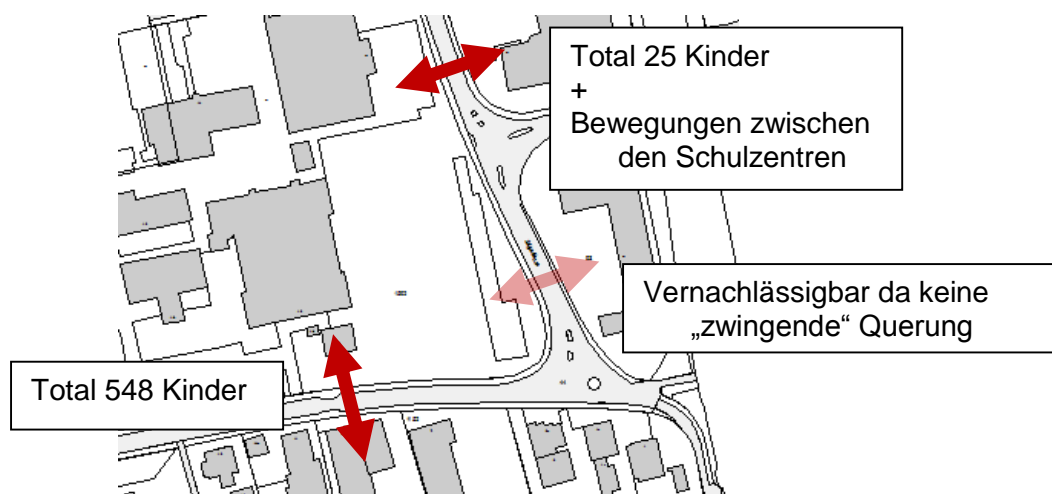 Total 25 Kinder
+
Bewegungen zwischen
den Schulzentren
Vernachlässigbar da keine
„zwingende“ Querung
Total 548 Kinder